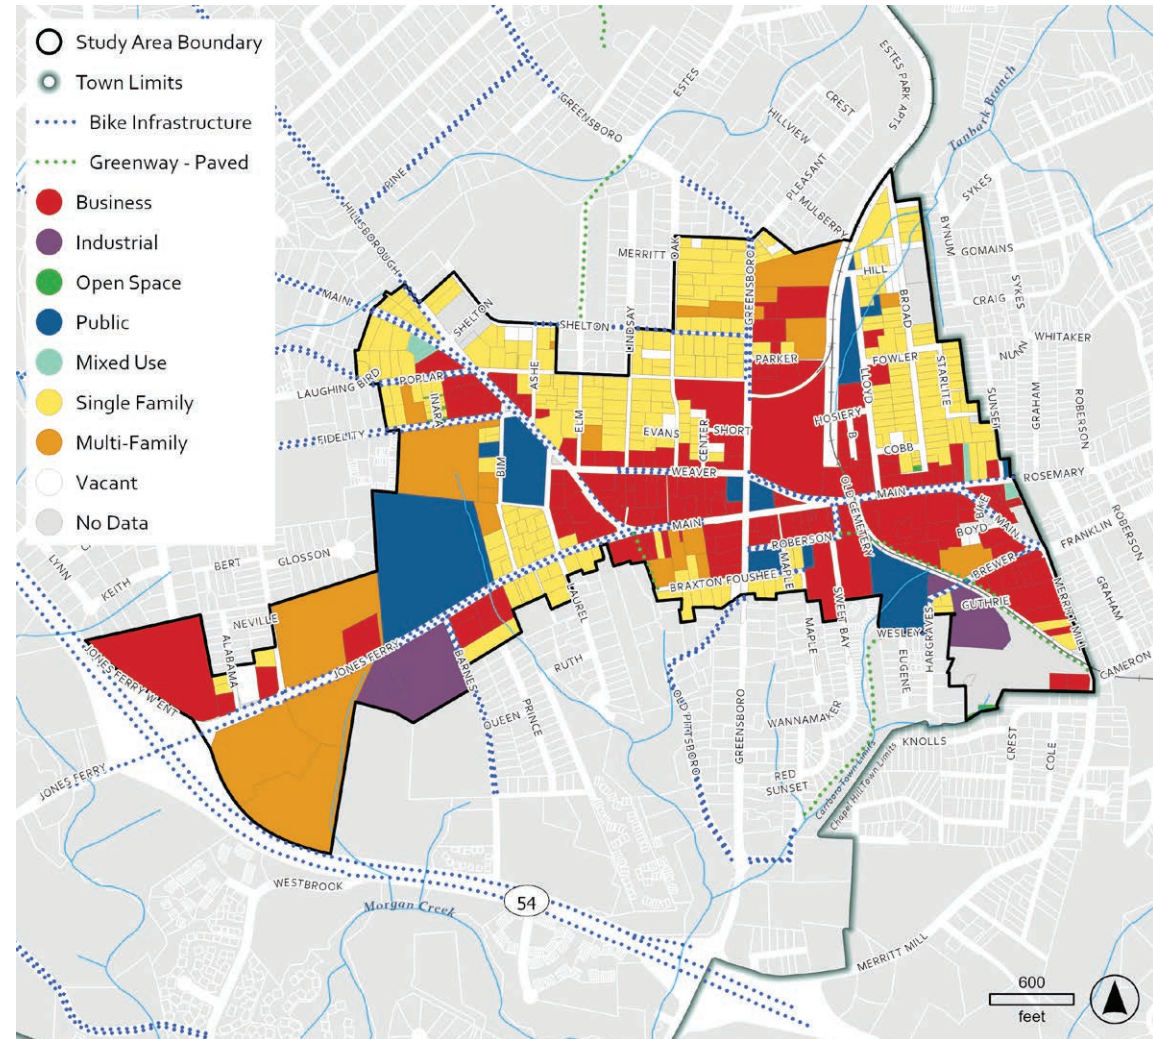 Study Area Boundary
Town Limits
Bike Infrastructure
Greenway - Paved
Business
Industrial
Open Space
Public
Mixed Use
Single Family
Multi-Family
Vacant
No Data
ESTES PARK APTS
ESTES
GREENSBORO
CREST
HILLVIEW
Tanbark Branch
PLEASANT
SYKES
PINE
MULBERRY
BYNUM
HILLSBOROUGH
MERRITT
OAK
GREENSBORO
GOMAINS
HILL
SYKES
MAIN
BROAD
CRAIG
SHELTON
SHELTON
LINDSAY
WHITAKER
NUNN
PARKER
FOWLER
LAUGHING BIRD
POPLAR
ASHE
LLOYD
STARLITE
INARA
ELM
SUNSET
GRAHAM
ROBERSON
HOSIERY
FIDELITY
EVANS
CENTER
SHORT
B
COBB
BIM
WEAVER
ROSEMARY
MAIN
OLD CEMETERY
MAIN
BIKE
MAIN
BOYD
FRANKLIN
ROBERSON
LYNN
KEITH
BERT
GLOSSON
ROBERSON
BRAXTON FOUSHEE
MAPLE
BREWER
GRAHAM
MERRITT MILL
LAUREL
GUTHRIE
NEVILLE
ALABAMA
MAPLE
SWEET BAY
WESLEY
HARGRAVES
EUGENE
JONES FERRY
JONES FERRY W ENT
BARNES
RUTH
CAMERON
OLD PITTSBORO
PRINCE
QUEEN
GREENSBORO
WANNAMAKER
KNOLLS
CREST
COLE
JONES FERRY
RED
SUNSET
Carrboro Town Limits
Chapel Hill Town Limits
WESTBROOK
Morgan Creek
54
MERRITT MILL
600
feet